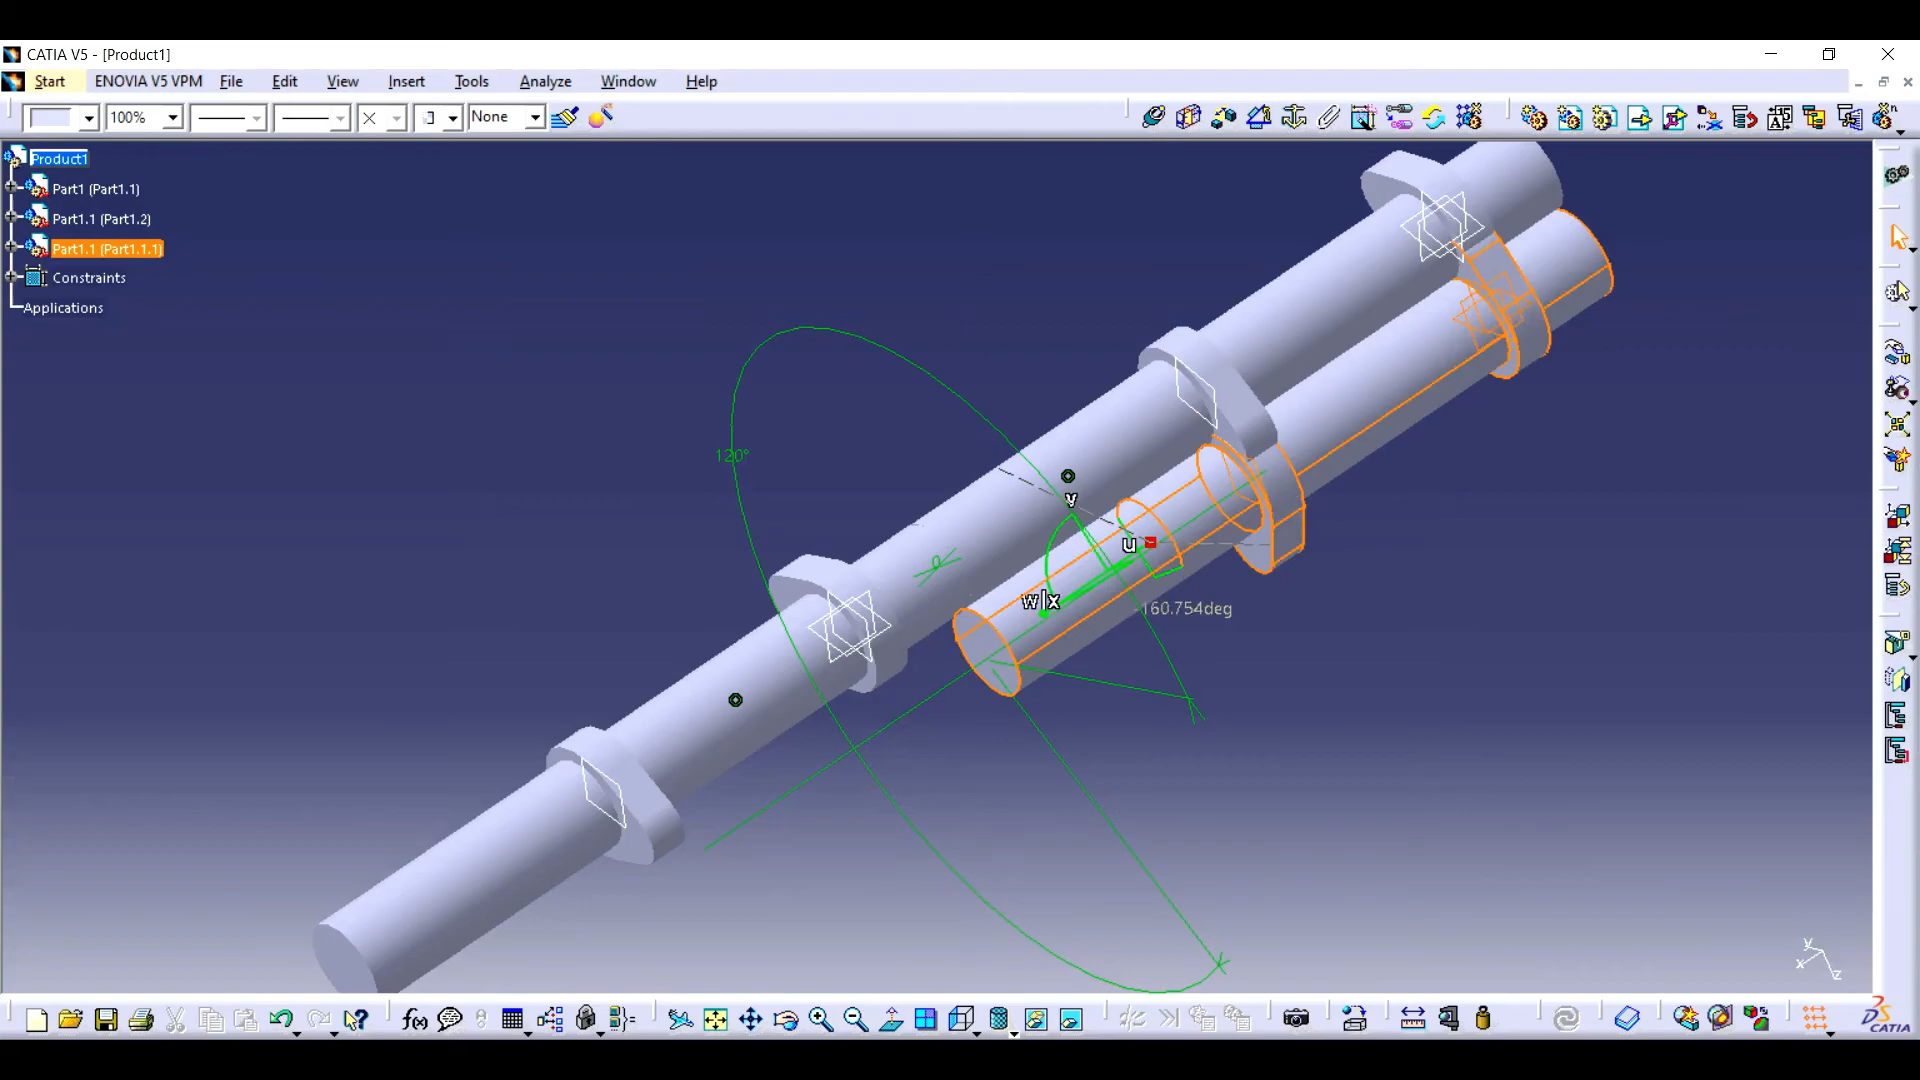 CATIA V5 - [Product1]
Start ENOVIA V5 VPM File Edit View Insert Tools Analyze Window Help
100% None
Product1
Part1 (Part1.1)
Part1.1 (Part1.2)
Part1.1 (Part1.1.1)
Constraints
Applications
120°
v
u
w|x
-160.754deg
y
x
z
f(x)
CATIA